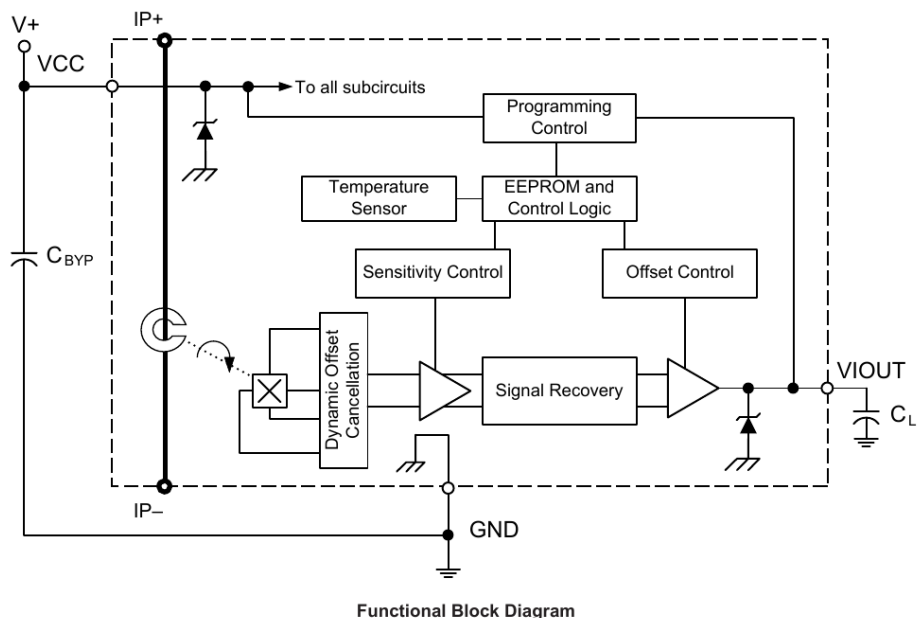 V+
IP+
VCC
To all subcircuits
Programming
Control
Temperature
Sensor
EEPROM and
Control Logic
CBYP
Sensitivity Control
Offset Control
Dynamic Offset
Cancellation
Signal Recovery
VIOUT
CL
IP–
GND
Functional Block Diagram